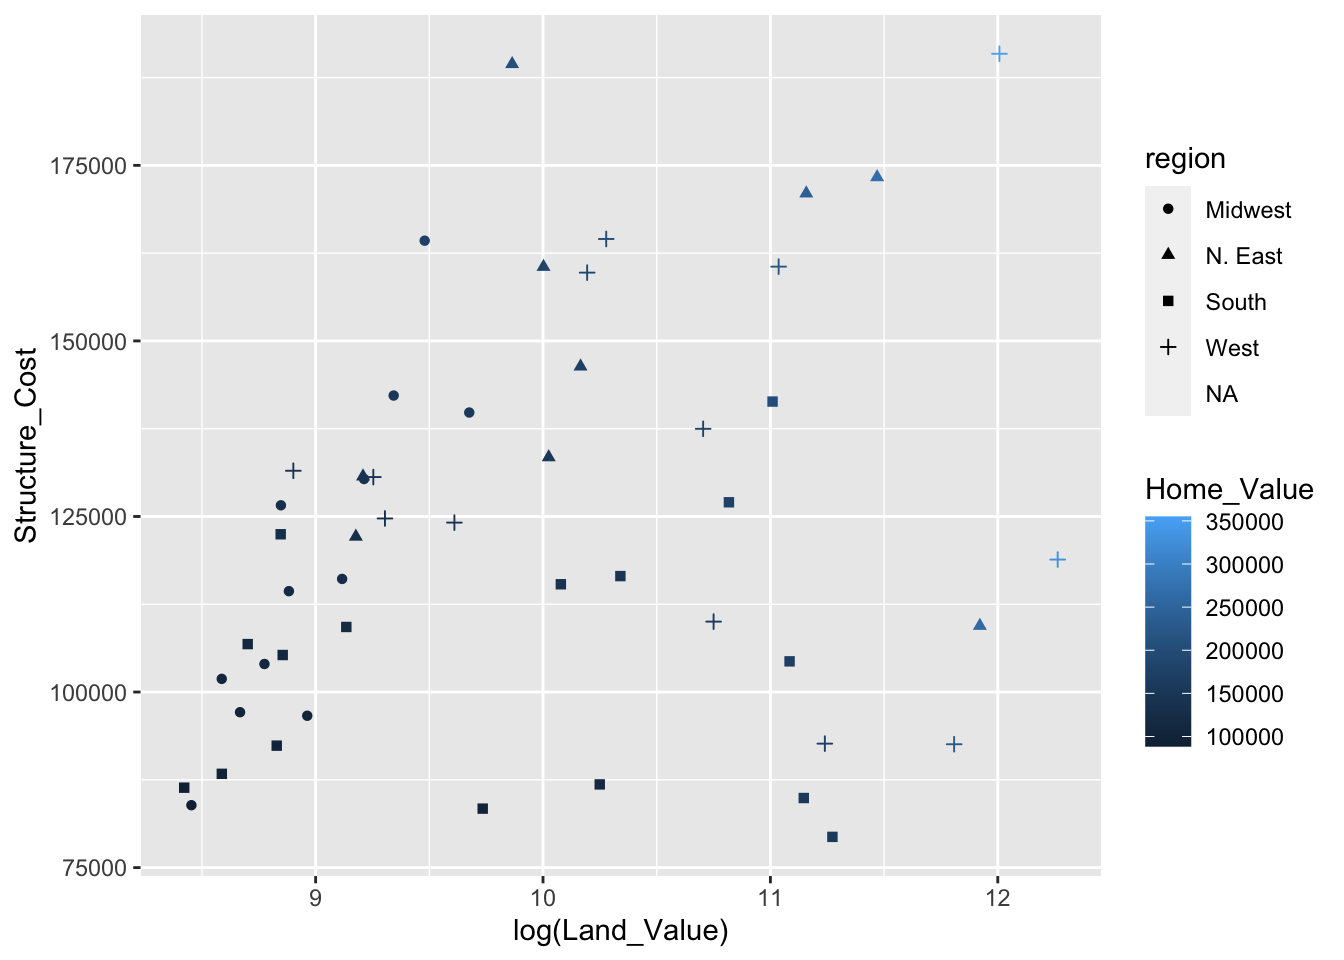 Structure_Cost
175000
150000
125000
100000
75000
9
10
11
12
log(Land_Value)
region
Midwest
N. East
South
West
NA
Home_Value
350000
300000
250000
200000
150000
100000